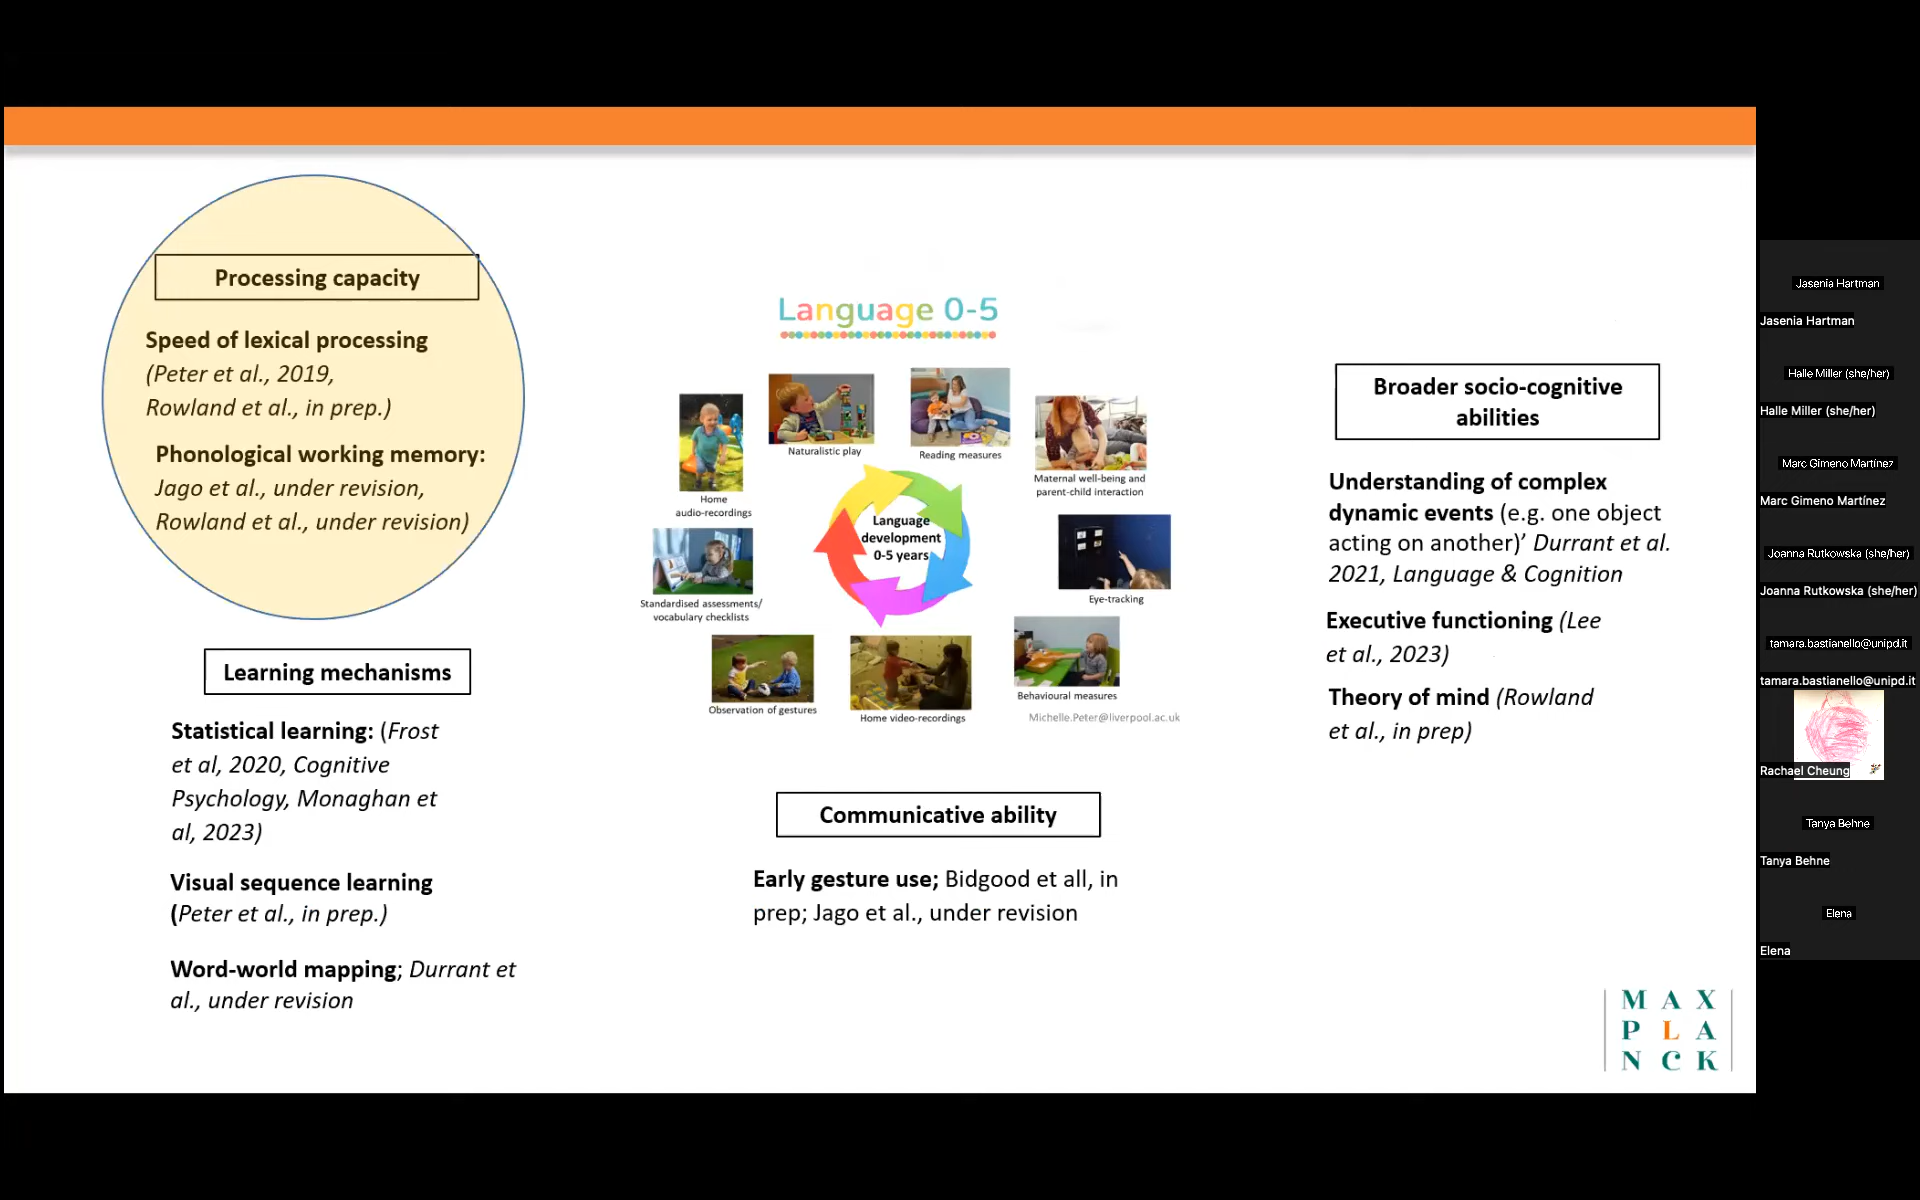 Processing capacity
Speed of lexical processing
(Peter et al., 2019,
Rowland et al., in prep.)
Phonological working memory:
Jago et al., under revision,
Rowland et al., under revision)
Learning mechanisms
Statistical learning: (Frost
et al, 2020, Cognitive
Psychology, Monaghan et
al, 2023)
Visual sequence learning
(Peter et al., in prep.)
Word-world mapping; Durrant et
al., under revision
Language 0-5
Naturalistic play
Reading measures
Maternal well-being and
parent-child interaction
Home
audio-recordings
Language
development
0-5 years
Eye-tracking
Standardised assessments/
vocabulary checklists
Behavioural measures
Observation of gestures
Home video-recordings
Michelle.Peter@liverpool.ac.uk
Communicative ability
Early gesture use; Bidgood et all, in
prep; Jago et al., under revision
Broader socio-cognitive
abilities
Understanding of complex
dynamic events (e.g. one object
acting on another)’ Durrant et al.
2021, Language & Cognition
Executive functioning (Lee
et al., 2023)
Theory of mind (Rowland
et al., in prep)
MAX
PLA
NCK
Jasenia Hartman
Jasenia Hartman
Halle Miller (she/her)
Halle Miller (she/her)
Marc Gimeno Martínez
Marc Gimeno Martínez
Joanna Rutkowska (she/her)
Joanna Rutkowska (she/her)
tamara.bastianello@unipd.it
tamara.bastianello@unipd.it
Rachael Cheung
Tanya Behne
Tanya Behne
Elena
Elena